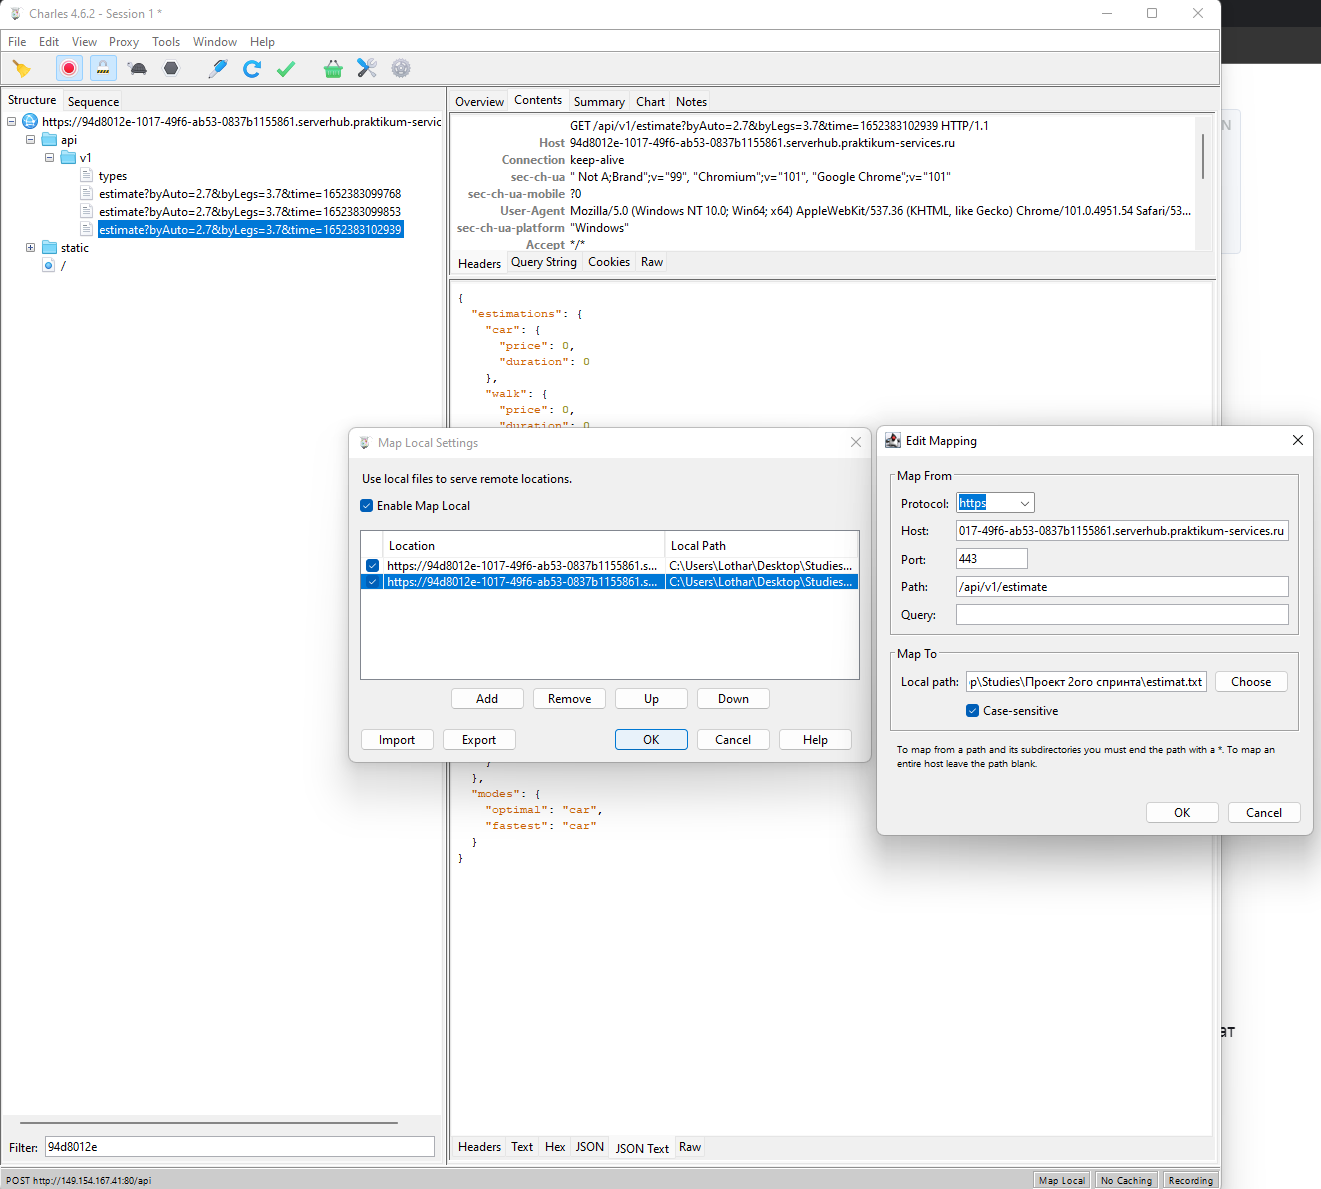 Charles 4.6.2 - Session 1 *
File Edit View Proxy Tools Window Help
Structure Sequence
https://94d8012e-1017-49f6-ab53-0837b1155861.serverhub.praktikum-servic
api
v1
types
estimate?byAuto=2.7&byLegs=3.7&time=1652383099768
estimate?byAuto=2.7&byLegs=3.7&time=1652383099853
estimate?byAuto=2.7&byLegs=3.7&time=1652383102939
static
/
Filter: 94d8012e
Overview Contents Summary Chart Notes
GET /api/v1/estimate?byAuto=2.7&byLegs=3.7&time=1652383102939 HTTP/1.1
Host 94d8012e-1017-49f6-ab53-0837b1155861.serverhub.praktikum-services.ru
Connection keep-alive
sec-ch-ua " Not A;Brand";v="99", "Chromium";v="101", "Google Chrome";v="101"
sec-ch-ua-mobile ?0
User-Agent Mozilla/5.0 (Windows NT 10.0; Win64; x64) AppleWebKit/537.36 (KHTML, like Gecko) Chrome/101.0.4951.54 Safari/53...
sec-ch-ua-platform "Windows"
Accept */*
Headers Query String Cookies Raw
{
"estimations": {
"car": {
"price": 0,
"duration": 0
},
"walk": {
"price": 0,
"duration": 0
Map Local Settings
Use local files to serve remote locations.
Enable Map Local
Location Local Path
https://94d8012e-1017-49f6-ab53-0837b1155861.s... C:\Users\Lothar\Desktop\Studies...
https://94d8012e-1017-49f6-ab53-0837b1155861.s... C:\Users\Lothar\Desktop\Studies...
Add Remove Up Down
Import Export OK Cancel Help
Edit Mapping
Map From
Protocol: https
Host: 017-49f6-ab53-0837b1155861.serverhub.praktikum-services.ru
Port: 443
Path: /api/v1/estimate
Query:
Map To
Local path: p\Studies\Проект 2ого спринта\estimat.txt Choose
Case-sensitive
To map from a path and its subdirectories you must end the path with a *. To map an
entire host leave the path blank.
OK Cancel
}
},
"modes": {
"optimal": "car",
"fastest": "car"
}
}
Headers Text Hex JSON JSON Text Raw
N
ат
POST http://149.154.167.41:80/api
Map Local No Caching Recording